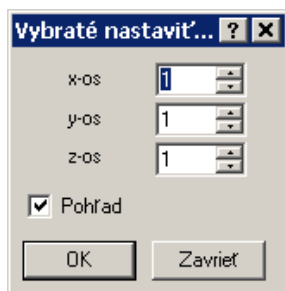 Vybraté nastaviť...
x-os 1
y-os 1
z-os 1
Pohľad
OK Zavrieť